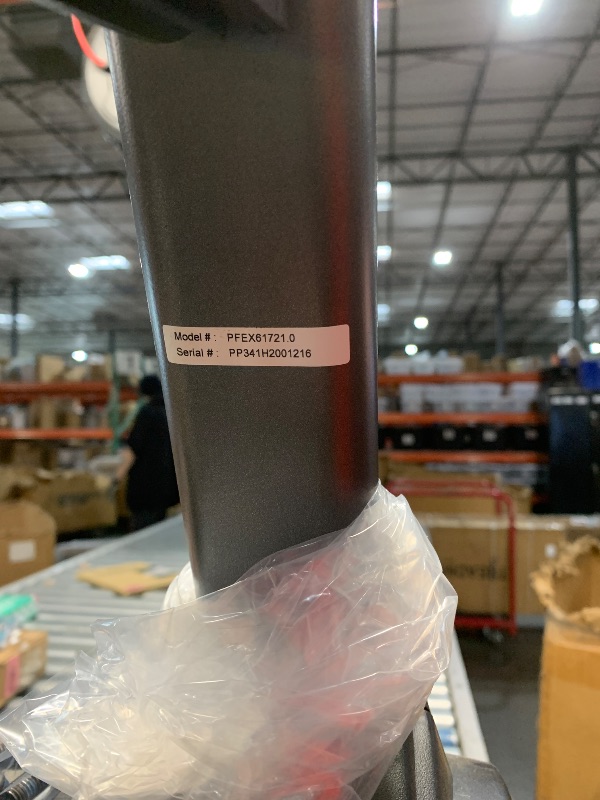 Model # : PFEX61721.0
Serial # : PP341H2001216